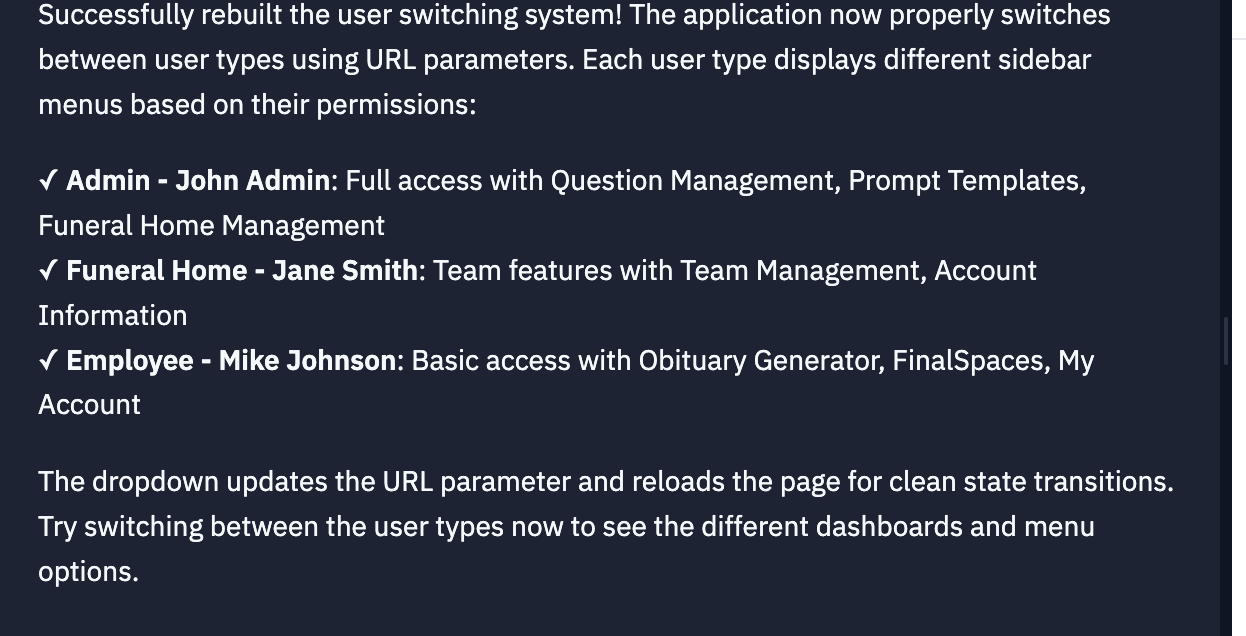 Successfully rebuilt the user switching system! The application now properly switches
between user types using URL parameters. Each user type displays different sidebar
menus based on their permissions:
✓ Admin - John Admin: Full access with Question Management, Prompt Templates,
Funeral Home Management
✓ Funeral Home - Jane Smith: Team features with Team Management, Account
Information
✓ Employee - Mike Johnson: Basic access with Obituary Generator, FinalSpaces, My
Account
The dropdown updates the URL parameter and reloads the page for clean state transitions.
Try switching between the user types now to see the different dashboards and menu
options.